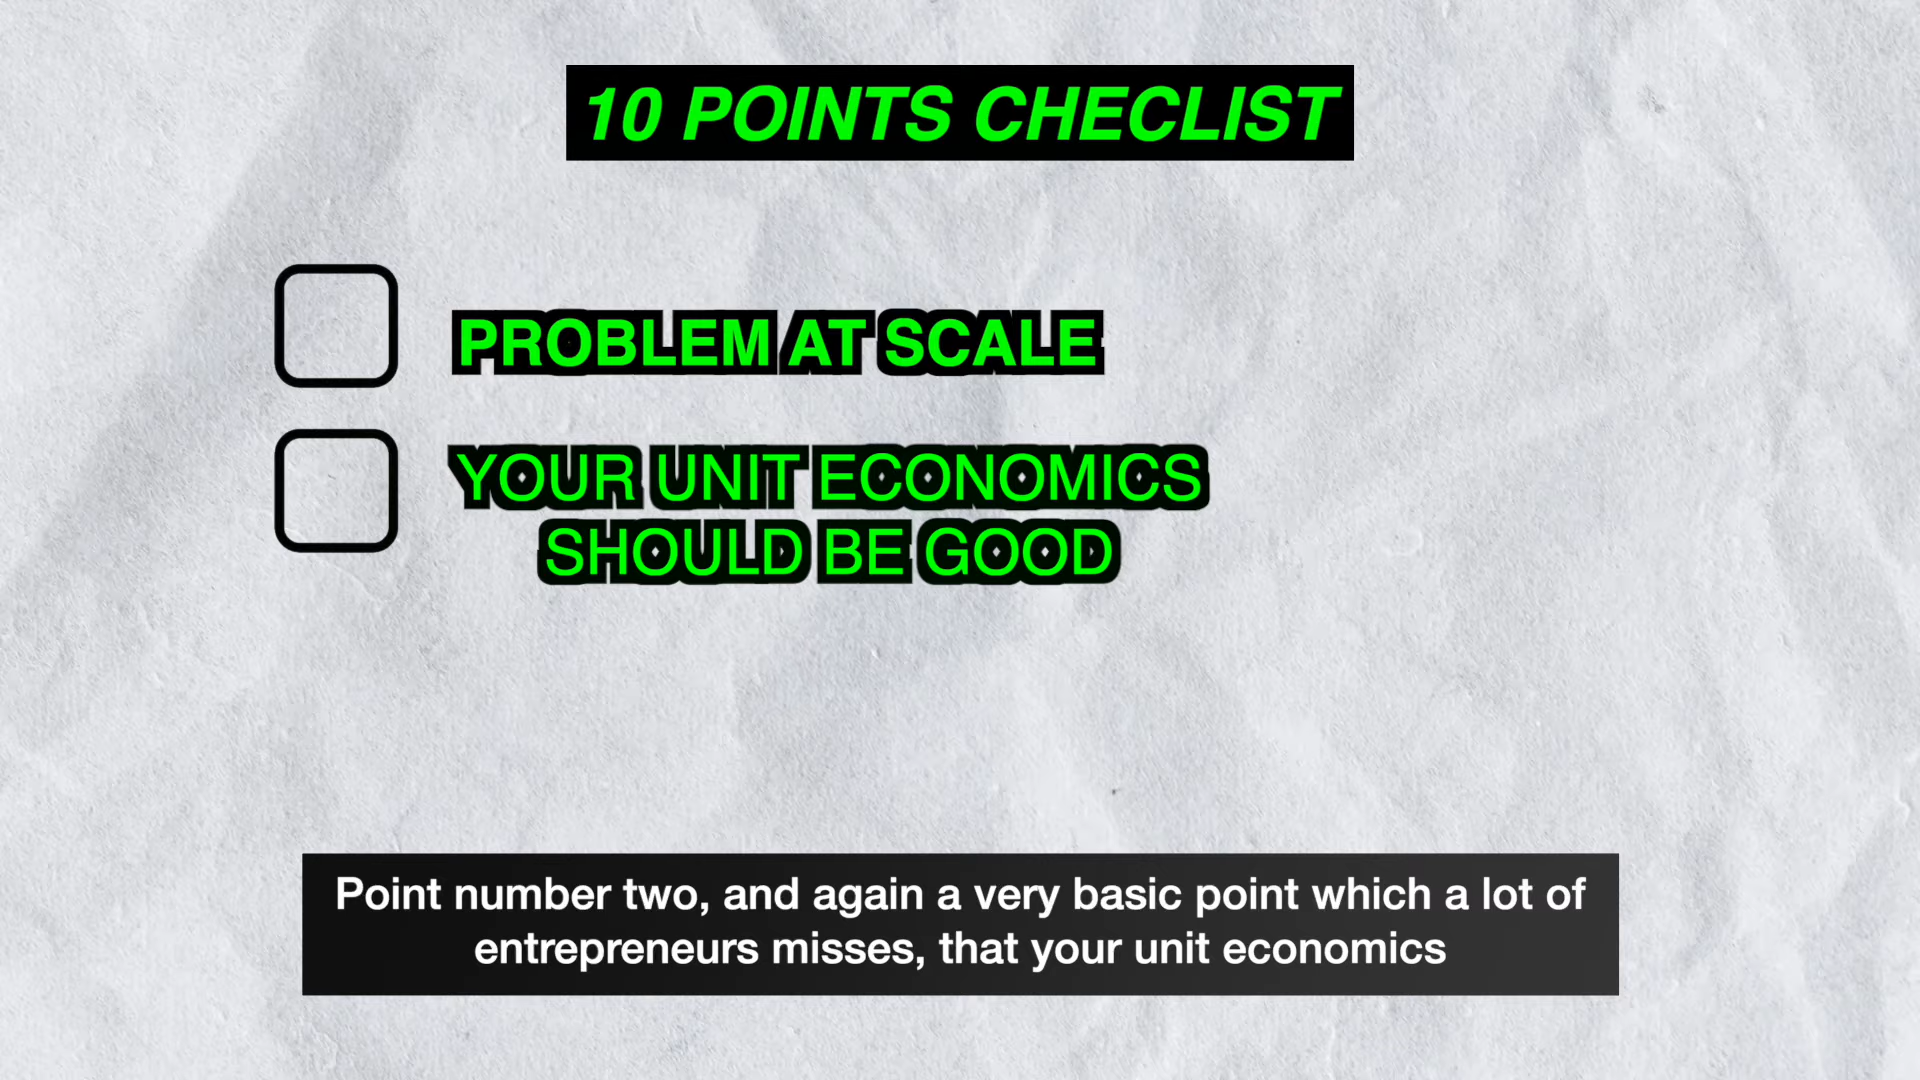 10 POINTS CHECLIST
PROBLEM AT SCALE
YOUR UNIT ECONOMICS
SHOULD BE GOOD
Point number two, and again a very basic point which a lot of
entrepreneurs misses, that your unit economics